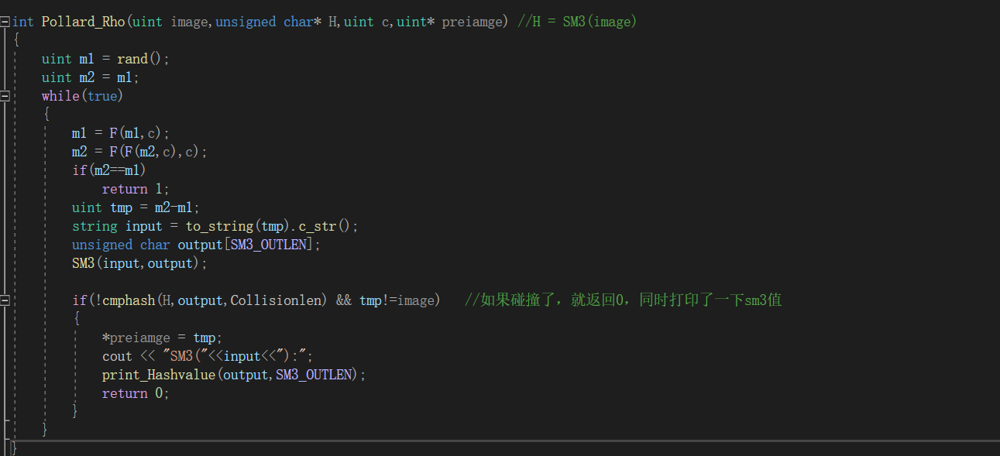 int Pollard_Rho(uint image,unsigned char* H,uint c,uint* preiamge) //H = SM3(image)
{
    uint m1 = rand();
    uint m2 = m1;
    while(true)
    {
        m1 = F(m1,c);
        m2 = F(F(m2,c),c);
        if(m2==m1)
            return 1;
        uint tmp = m2-m1;
        string input = to_string(tmp).c_str();
        unsigned char output[SM3_OUTLEN];
        SM3(input,output);
        if(!cmphash(H,output,Collisionlen) && tmp!=image)   //如果碰撞了，就返回0，同时打印了一下sm3值
        {
            *preiamge = tmp;
            cout << "SM3("<<input<<"):";
            print_Hashvalue(output,SM3_OUTLEN);
            return 0;
        }
    }
}